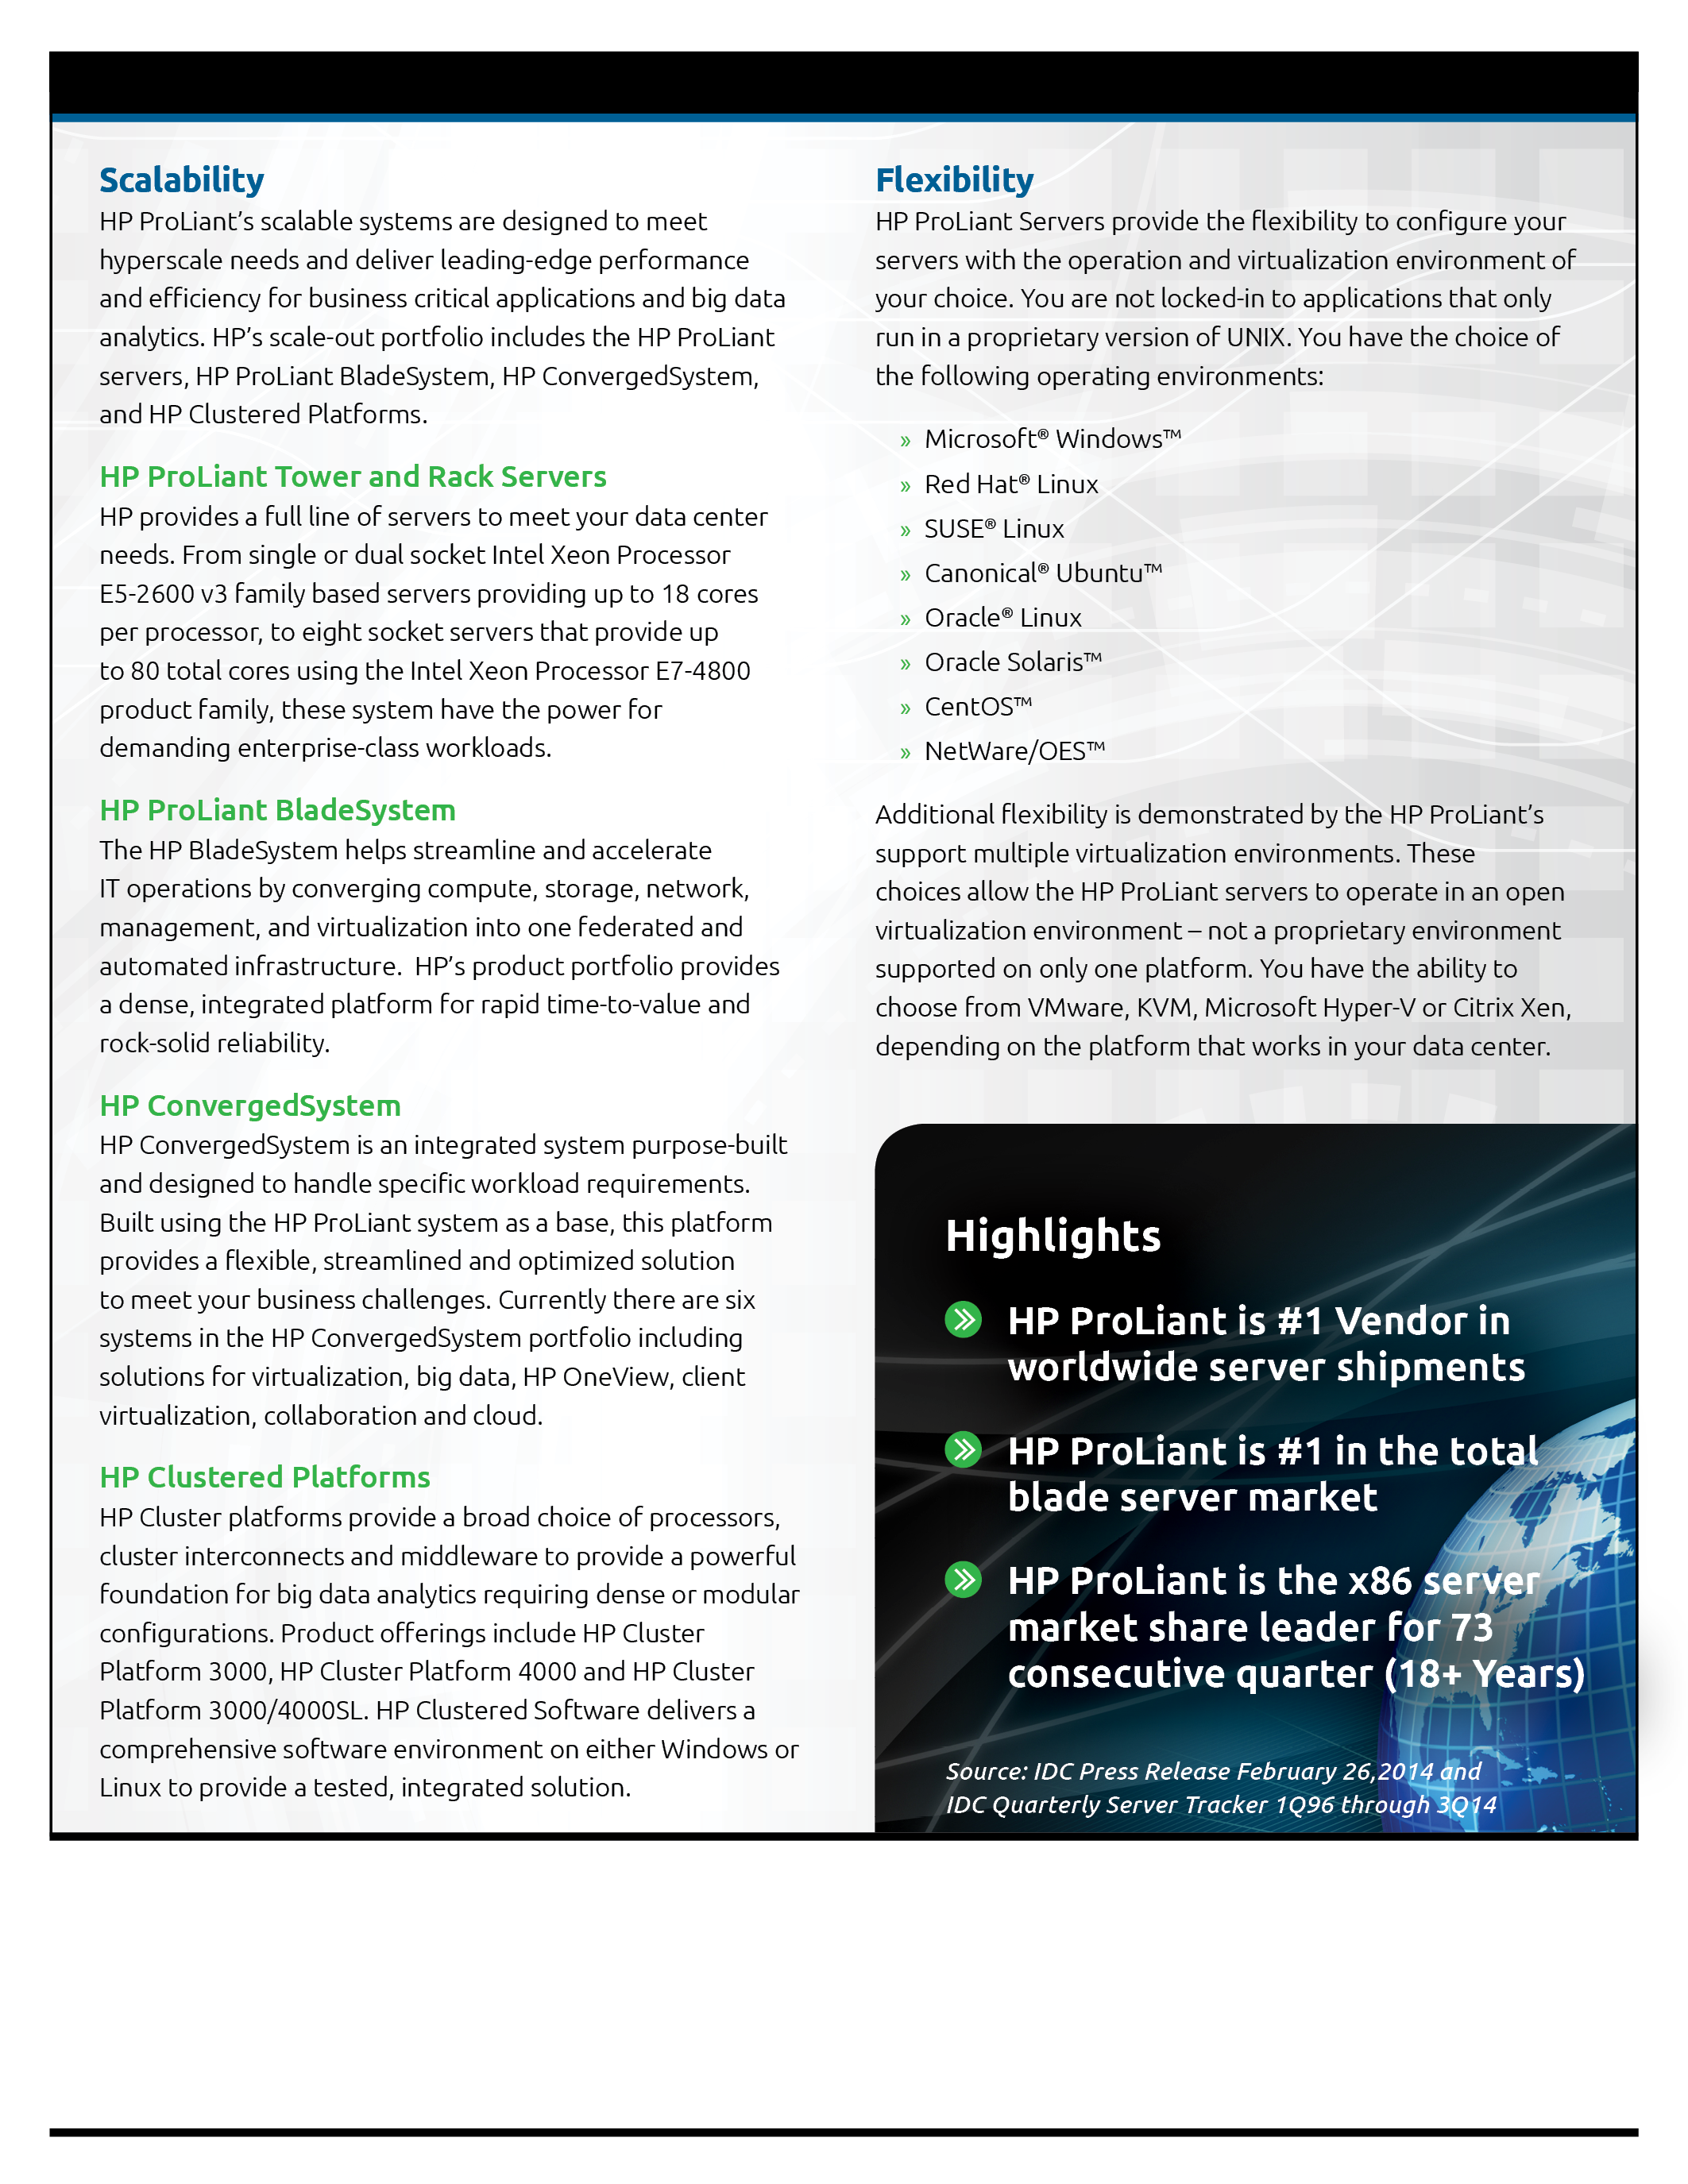 Scalability
HP ProLiant’s scalable systems are designed to meet
hyperscale needs and deliver leading-edge performance
and efficiency for business critical applications and big data
analytics. HP’s scale-out portfolio includes the HP ProLiant
servers, HP ProLiant BladeSystem, HP ConvergedSystem,
and HP Clustered Platforms.
HP ProLiant Tower and Rack Servers
HP provides a full line of servers to meet your data center
needs. From single or dual socket Intel Xeon Processor
E5-2600 v3 family based servers providing up to 18 cores
per processor, to eight socket servers that provide up
to 80 total cores using the Intel Xeon Processor E7-4800
product family, these system have the power for
demanding enterprise-class workloads.
HP ProLiant BladeSystem
The HP BladeSystem helps streamline and accelerate
IT operations by converging compute, storage, network,
management, and virtualization into one federated and
automated infrastructure.  HP’s product portfolio provides
a dense, integrated platform for rapid time-to-value and
rock-solid reliability.
HP ConvergedSystem
HP ConvergedSystem is an integrated system purpose-built
and designed to handle specific workload requirements.
Built using the HP ProLiant system as a base, this platform
provides a flexible, streamlined and optimized solution
to meet your business challenges. Currently there are six
systems in the HP ConvergedSystem portfolio including
solutions for virtualization, big data, HP OneView, client
virtualization, collaboration and cloud.
HP Clustered Platforms
HP Cluster platforms provide a broad choice of processors,
cluster interconnects and middleware to provide a powerful
foundation for big data analytics requiring dense or modular
configurations. Product offerings include HP Cluster
Platform 3000, HP Cluster Platform 4000 and HP Cluster
Platform 3000/4000SL. HP Clustered Software delivers a
comprehensive software environment on either Windows or
Linux to provide a tested, integrated solution.
Flexibility
HP ProLiant Servers provide the flexibility to configure your
servers with the operation and virtualization environment of
your choice. You are not locked-in to applications that only
run in a proprietary version of UNIX. You have the choice of
the following operating environments:
» Microsoft® Windows™
» Red Hat® Linux
» SUSE® Linux
» Canonical® Ubuntu™
» Oracle® Linux
» Oracle Solaris™
» CentOS™
» NetWare/OES™
Additional flexibility is demonstrated by the HP ProLiant’s
support multiple virtualization environments. These
choices allow the HP ProLiant servers to operate in an open
virtualization environment – not a proprietary environment
supported on only one platform. You have the ability to
choose from VMware, KVM, Microsoft Hyper-V or Citrix Xen,
depending on the platform that works in your data center.
Highlights
» HP ProLiant is #1 Vendor in
worldwide server shipments
» HP ProLiant is #1 in the total
blade server market
» HP ProLiant is the x86 server
market share leader for 73
consecutive quarter (18+ Years)
Source: IDC Press Release February 26,2014 and
IDC Quarterly Server Tracker 1Q96 through 3Q14